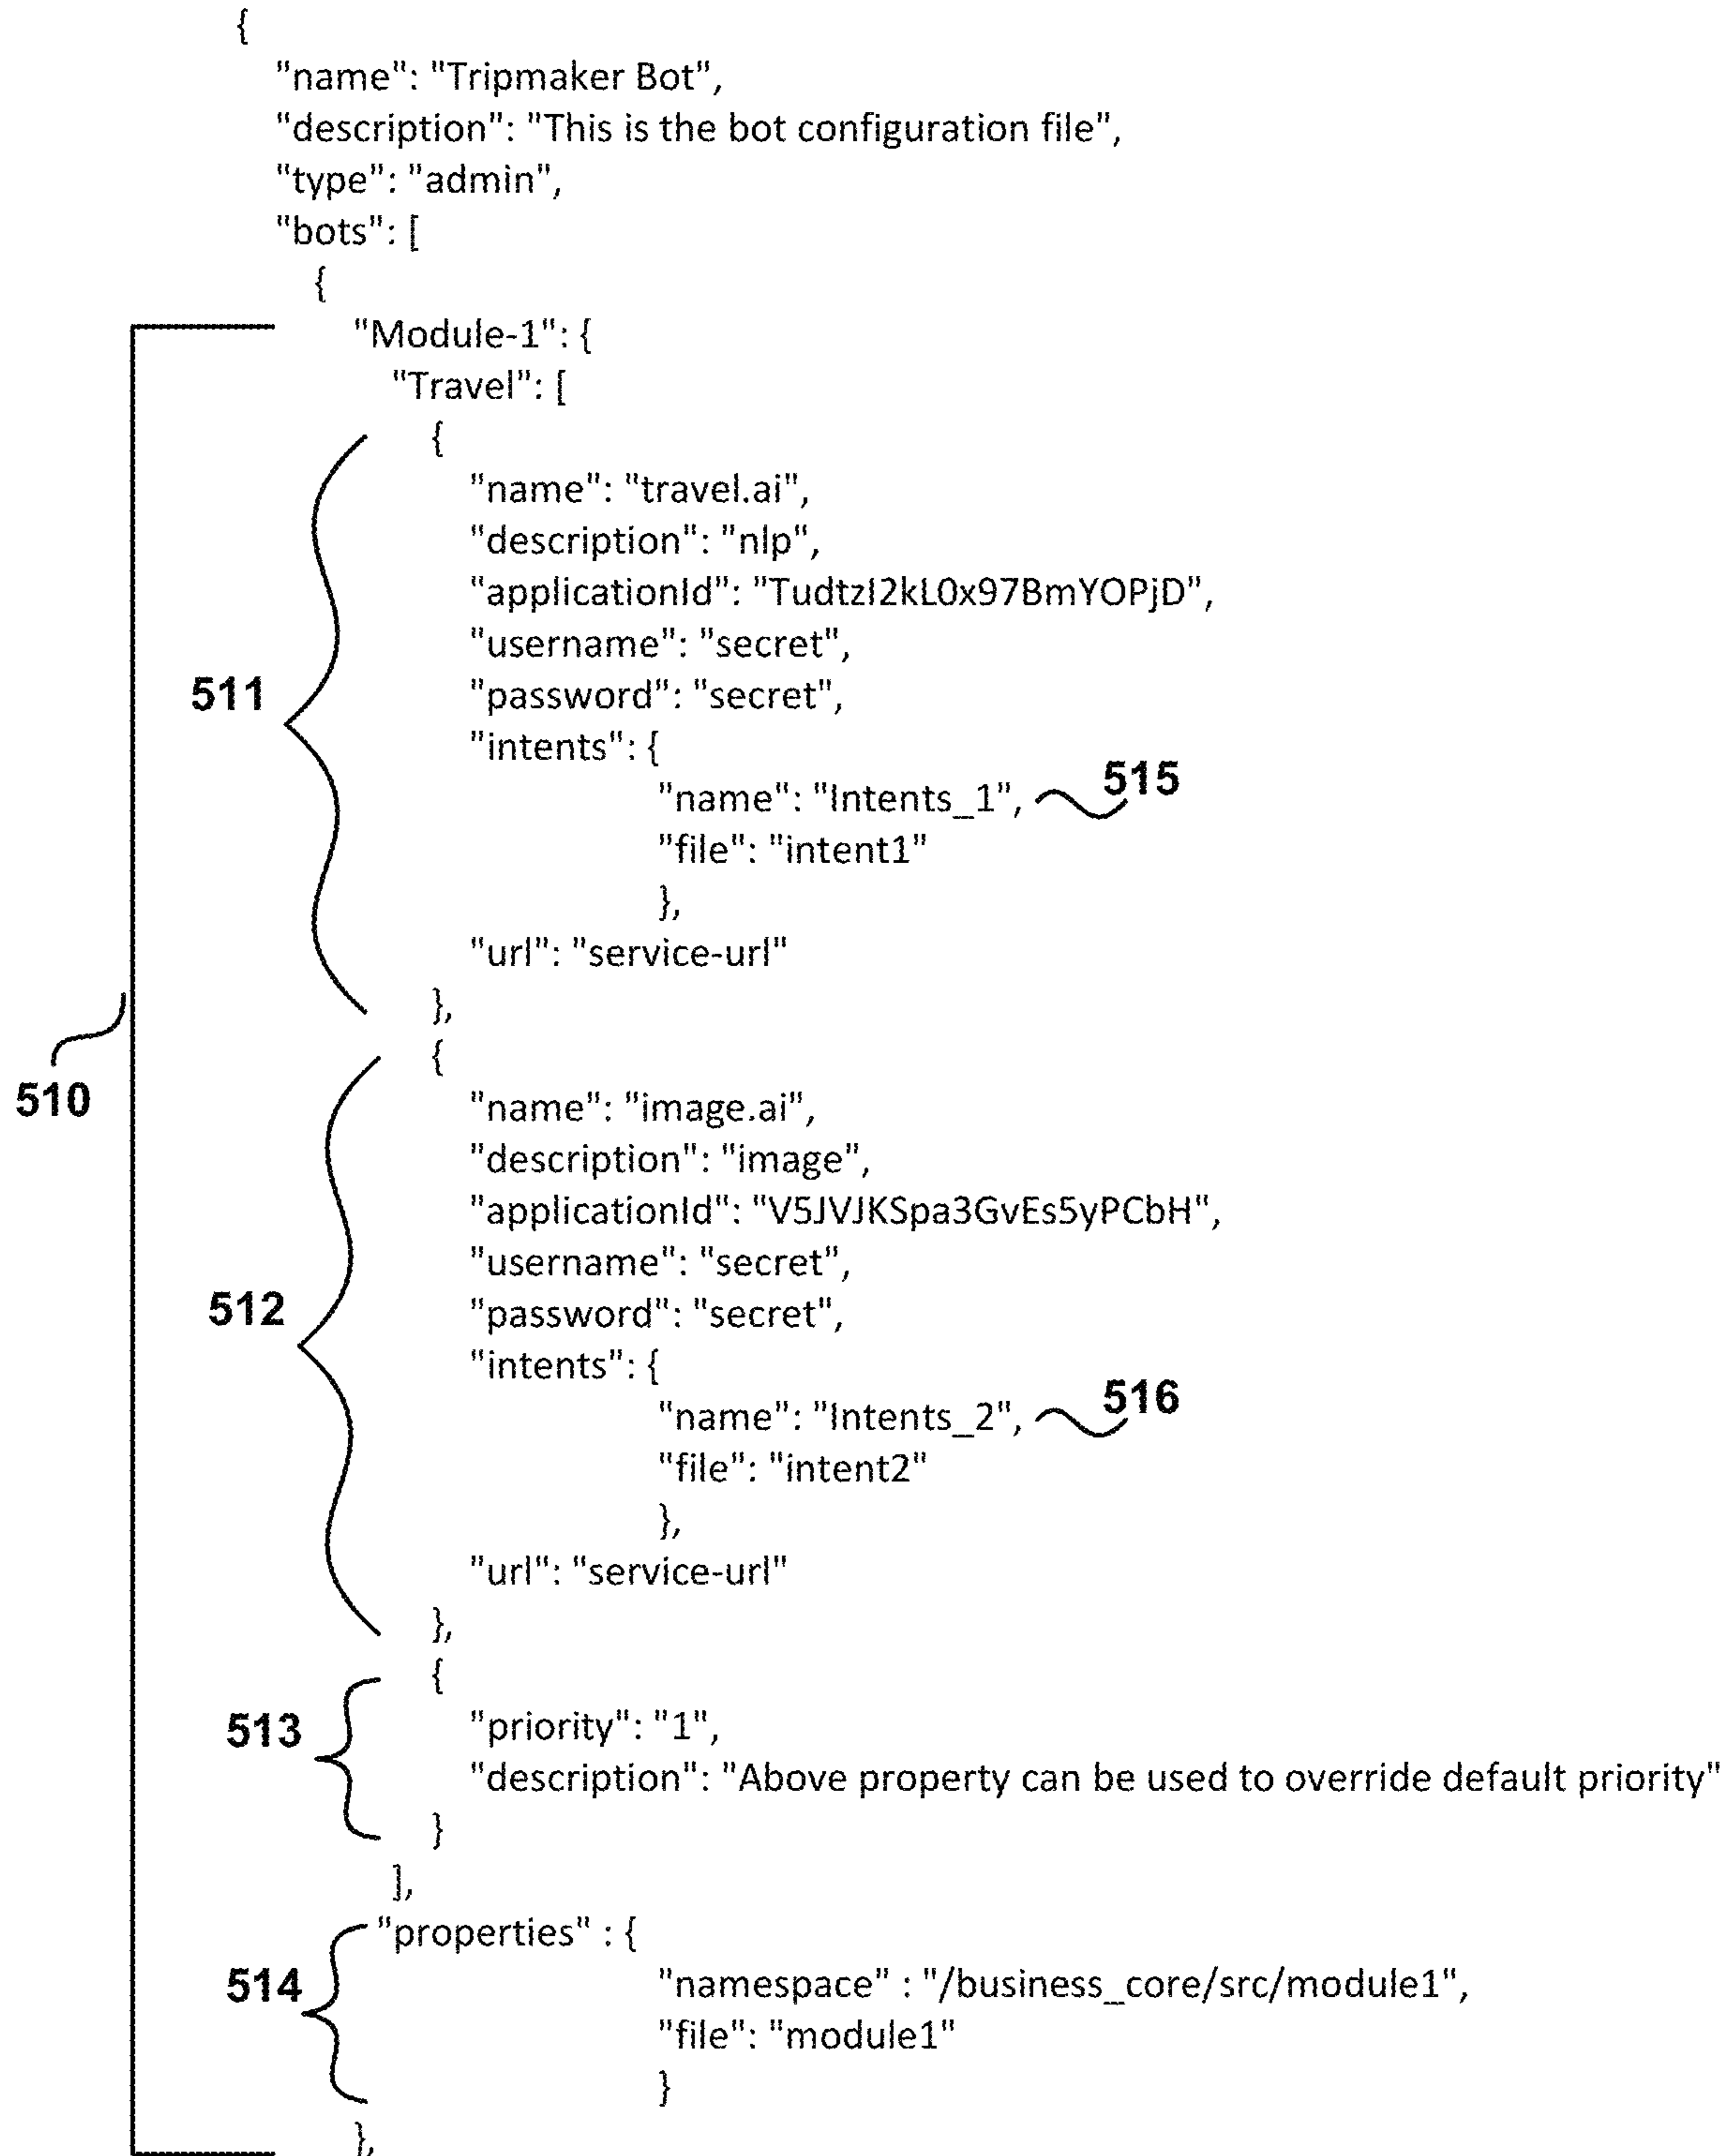 {
"name": "Tripmaker Bot",
"description": "This is the bot configuration file",
"type": "admin",
"bots": [
{
"Module-1": {
"Travel": [
{
"name": "travel.ai",
"description": "nlp",
"applicationId": "TudtzI2kL0x97BmYOPjD",
"username": "secret",
511 "password": "secret",
"intents": {
"name": "Intents_1", 515
"file": "intent1"
},
"url": "service-url"
},
{
510 "name": "image.ai",
"description": "image",
"applicationId": "V5JVJKSpa3GvEs5yPCbH",
"username": "secret",
512 "password": "secret",
"intents": {
"name": "Intents_2", 516
"file": "intent2"
},
"url": "service-url"
},
{
513 "priority": "1",
"description": "Above property can be used to override default priority"
}
],
"properties" : {
514 "namespace" : "/business_core/src/module1",
"file": "module1"
}
},